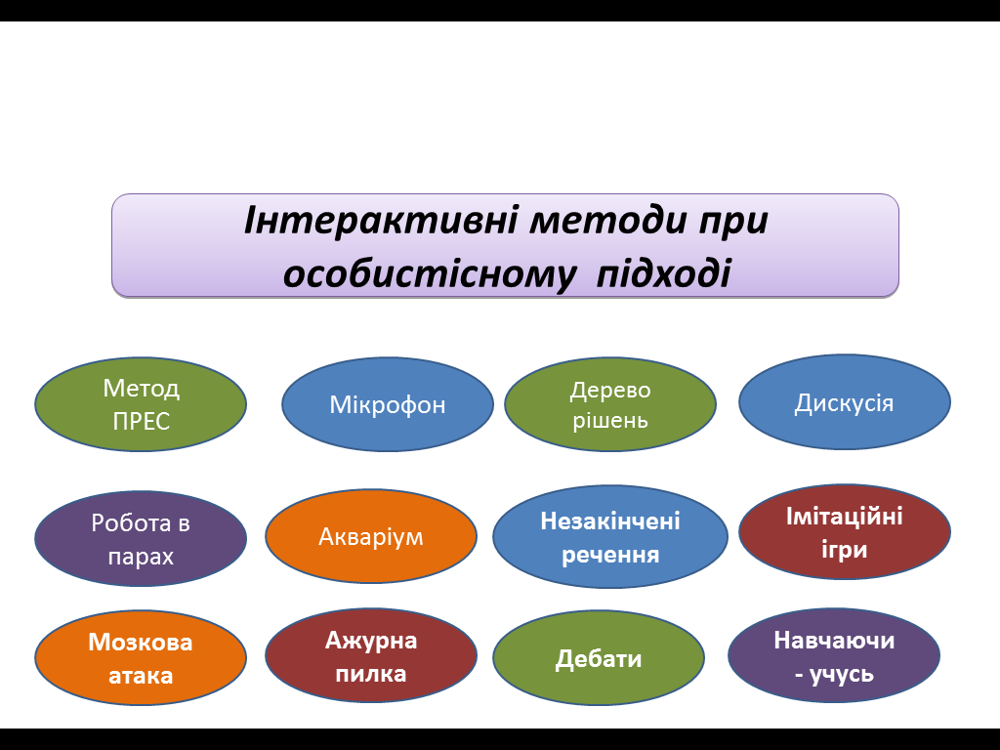 Інтерактивні методи при
особистісному підході
Метод
ПРЕС
Мікрофон
Дерево
рішень
Дискусія
Робота в
парах
Акваріум
Незакінчені
речення
Імітаційні
ігри
Мозкова
атака
Ажурна
пилка
Дебати
Навчаючи
- учусь